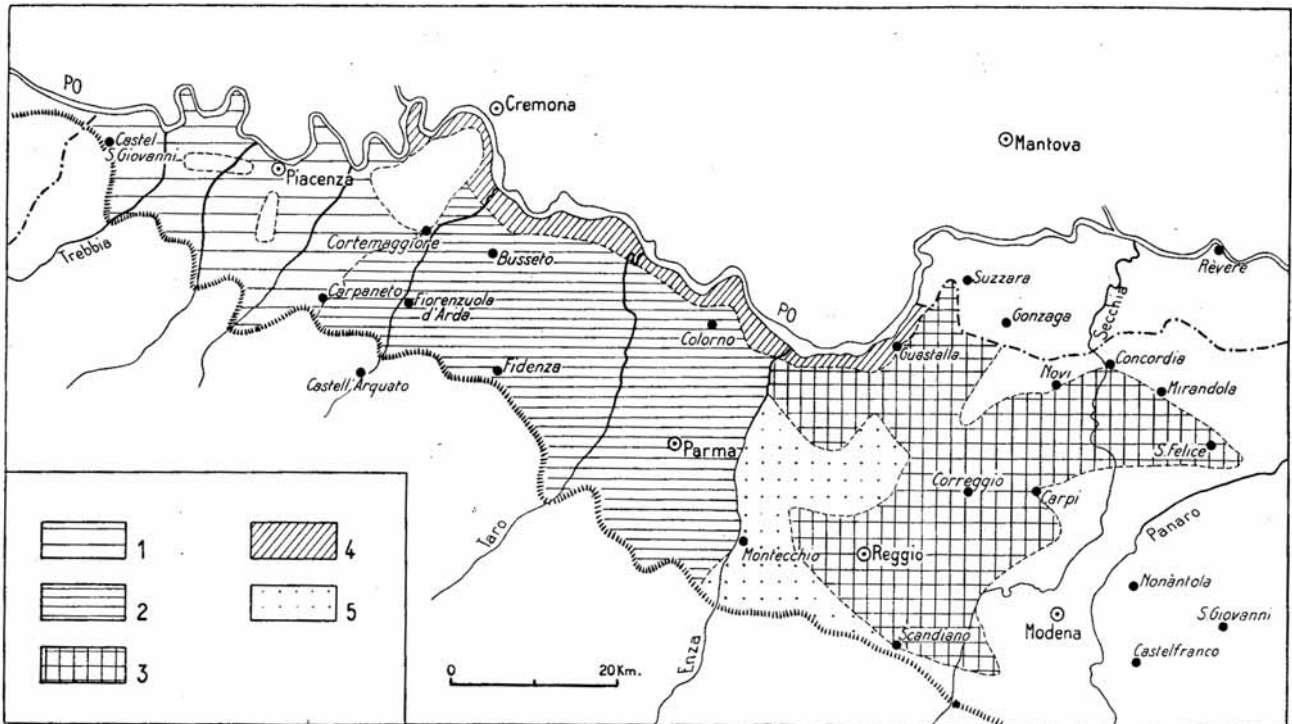 PO
Cremona
Castel
S. Giovanni
Piacenza
Mantova
Trebbia
Cortemaggiore
Busseto
Carpaneto
Fiorenzuola
d'Arda
Castell'Arquato
Fidenza
Colorno
PO
Suzzara
Gonzaga
Secchia
Rèvere
Guastalla
Novi
Concordia
Mirandola
S. Felice
Parma
Correggio
Carpi
Panaro
Taro
Montecchio
Reggio
Nonàntola
S. Giovanni
Modena
Castelfranco
Scandiano
Enza
0 20 Km.
1 4
2 5
3